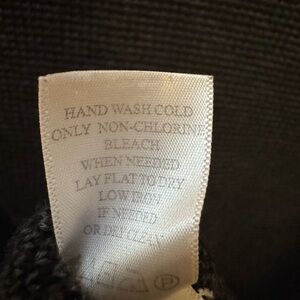 HAND WASH COLD
ONLY NON-CHLORINE
BLEACH
WHEN NEEDED
LAY FLAT TO DRY
LOW IRON
IF NEEDED
OR DRY CLEAN
P